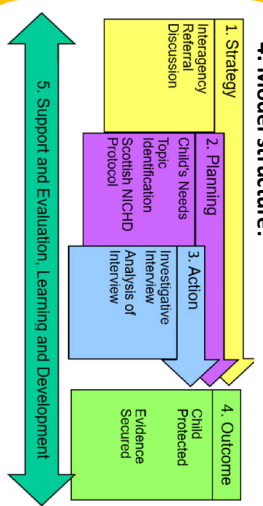 4. Model structure:
1. Strategy
Interagency
Referral
Discussion
2. Planning
Child's Needs
Topic
Identification
Scottish NICHD
Protocol
3. Action
Investigative
Interview
Analysis of
Interview
4. Outcome
Child
Protected
Evidence
Secured
5. Support and Evaluation, Learning and Development